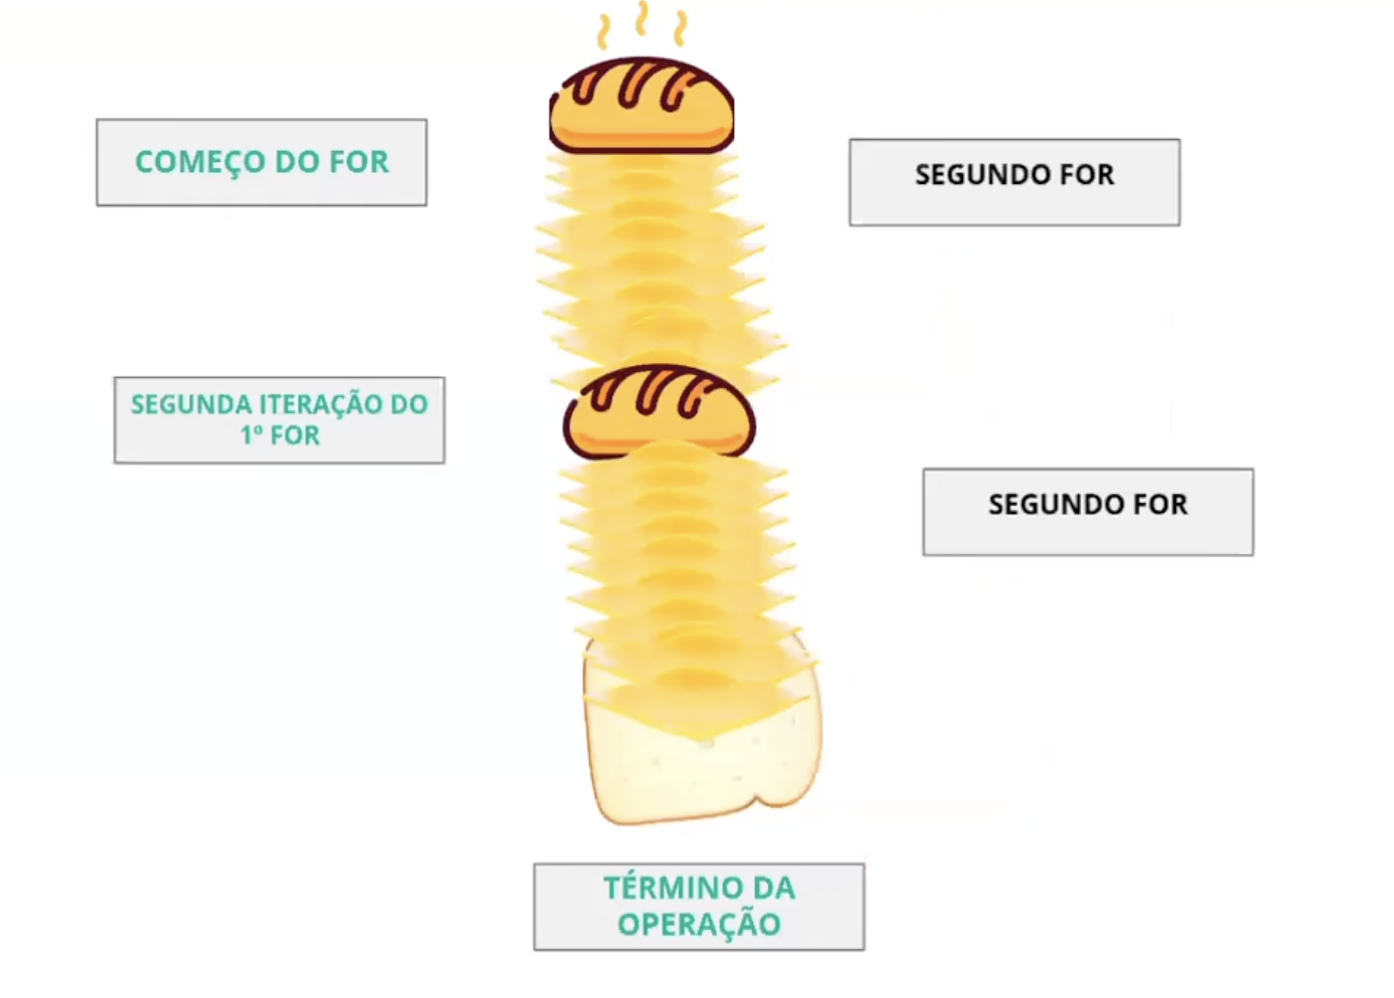 COMEÇO DO FOR
SEGUNDO FOR
SEGUNDA ITERAÇÃO DO
1º FOR
SEGUNDO FOR
TÉRMINO DA
OPERAÇÃO